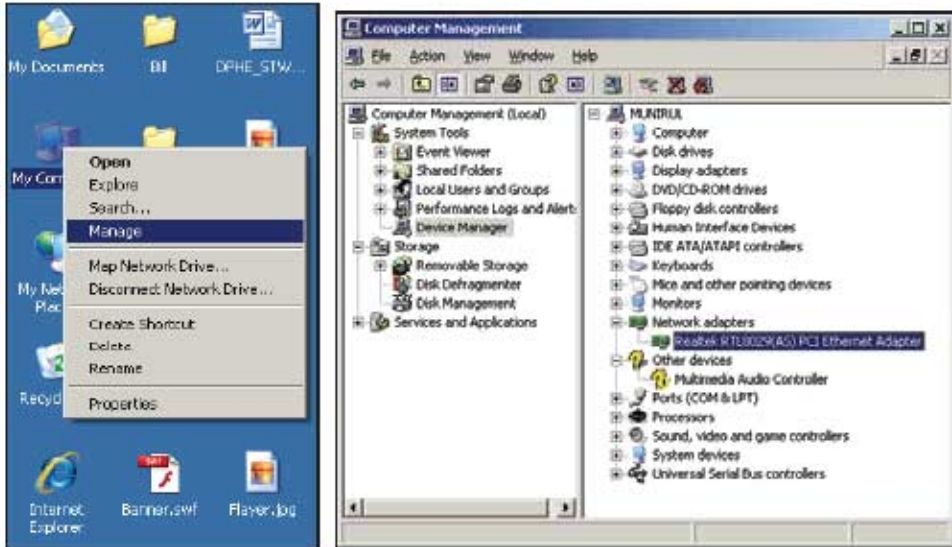 My Documents
Bill
DPHE_STW...
My Com
Open
Explore
Search...
Manage
Map Network Drive...
Disconnect Network Drive...
Create Shortcut
Delete
Rename
Properties
My Net
Plac
Recycl
Internet
Explorer
Banner.swf
Flayer.jpg
Computer Management
File Action View Window Help
Computer Management (Local)
System Tools
Event Viewer
Shared Folders
Local Users and Groups
Performance Logs and Alert
Device Manager
Storage
Removable Storage
Disk Defragmenter
Disk Management
Services and Applications
MUNIRUL
Computer
Disk drives
Display adapters
DVD/CD-ROM drives
Floppy disk controllers
Human Interface Devices
IDE ATA/ATAPI controllers
Keyboards
Mice and other pointing devices
Monitors
Network adapters
Realtek RTL8029(AS) PCI Ethernet Adapter
Other devices
Multimedia Audio Controller
Ports (COM & LPT)
Processors
Sound, video and game controllers
System devices
Universal Serial Bus controllers